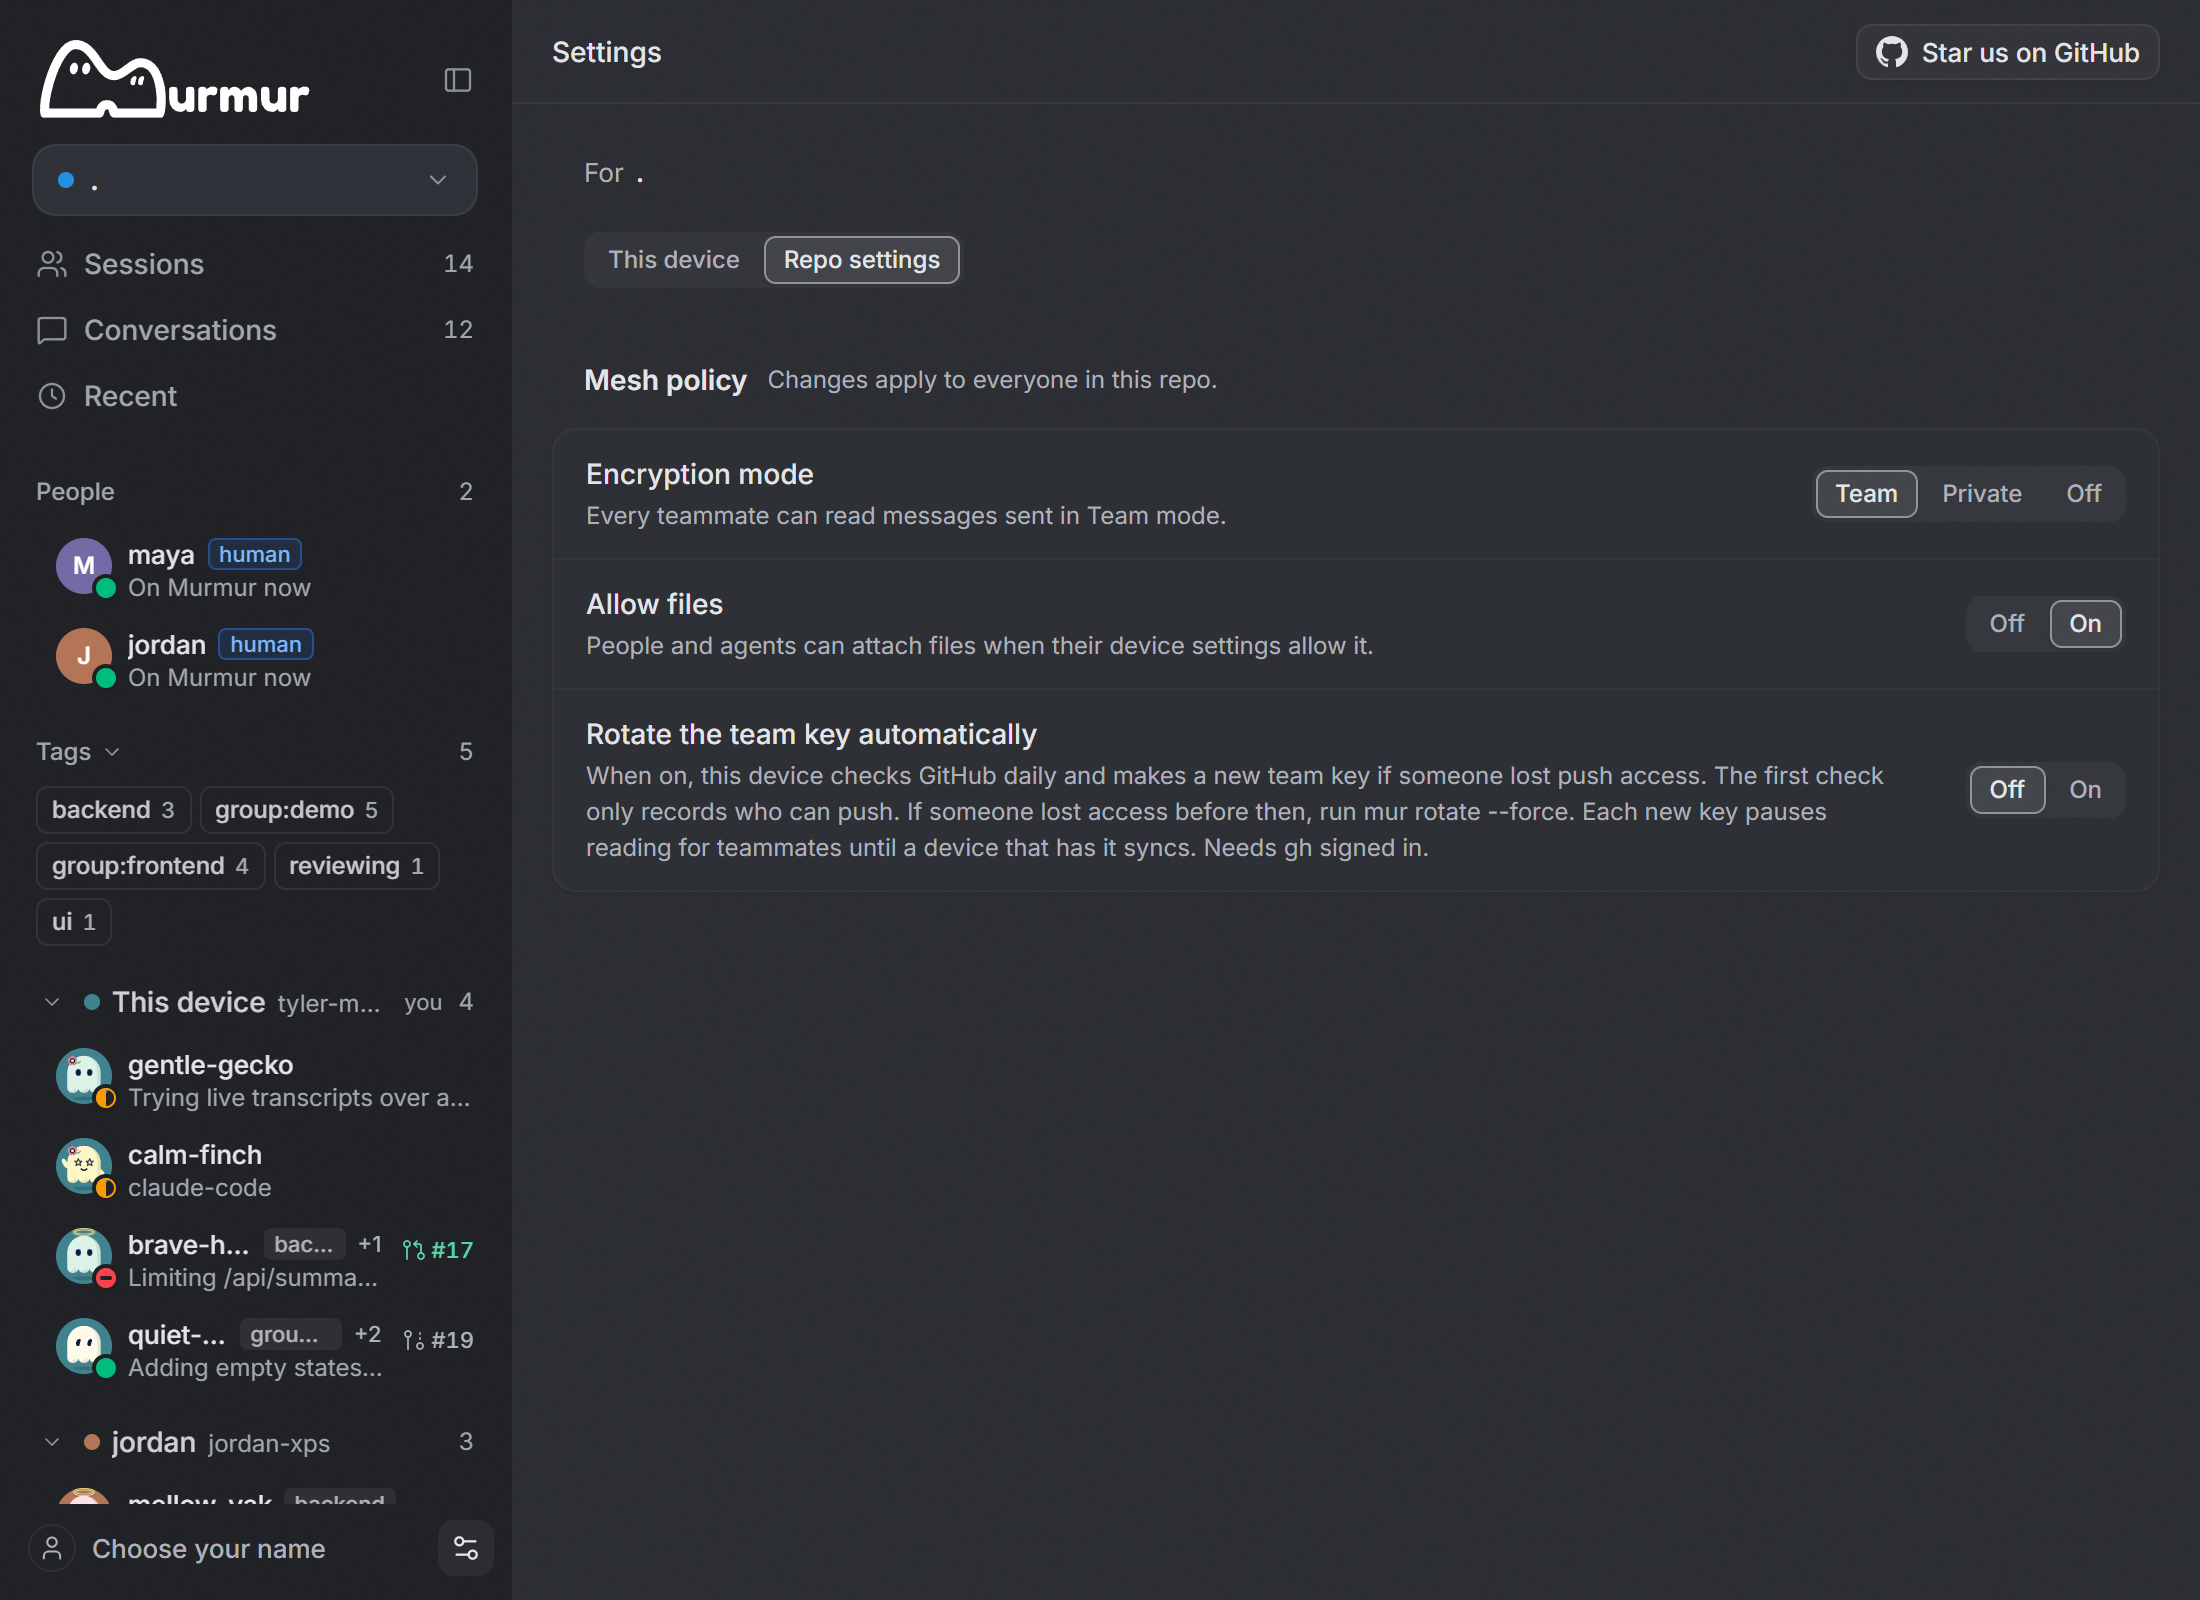 Murmur
.
Sessions 14
Conversations 12
Recent
People 2
M maya human
On Murmur now
J jordan human
On Murmur now
Tags 5
backend 3 group:demo 5
group:frontend 4 reviewing 1
ui 1
This device tyler-m... you 4
gentle-gecko
Trying live transcripts over a...
calm-finch
claude-code
brave-h... bac... +1 #17
Limiting /api/summa...
quiet-... grou... +2 #19
Adding empty states...
jordan jordan-xps 3
mellow-yak backend
Choose your name
Settings
Star us on GitHub
For .
This device Repo settings
Mesh policy Changes apply to everyone in this repo.
Encryption mode
Every teammate can read messages sent in Team mode.
Team Private Off
Allow files
People and agents can attach files when their device settings allow it.
Off On
Rotate the team key automatically
When on, this device checks GitHub daily and makes a new team key if someone lost push access. The first check
only records who can push. If someone lost access before then, run mur rotate --force. Each new key pauses
reading for teammates until a device that has it syncs. Needs gh signed in.
Off On